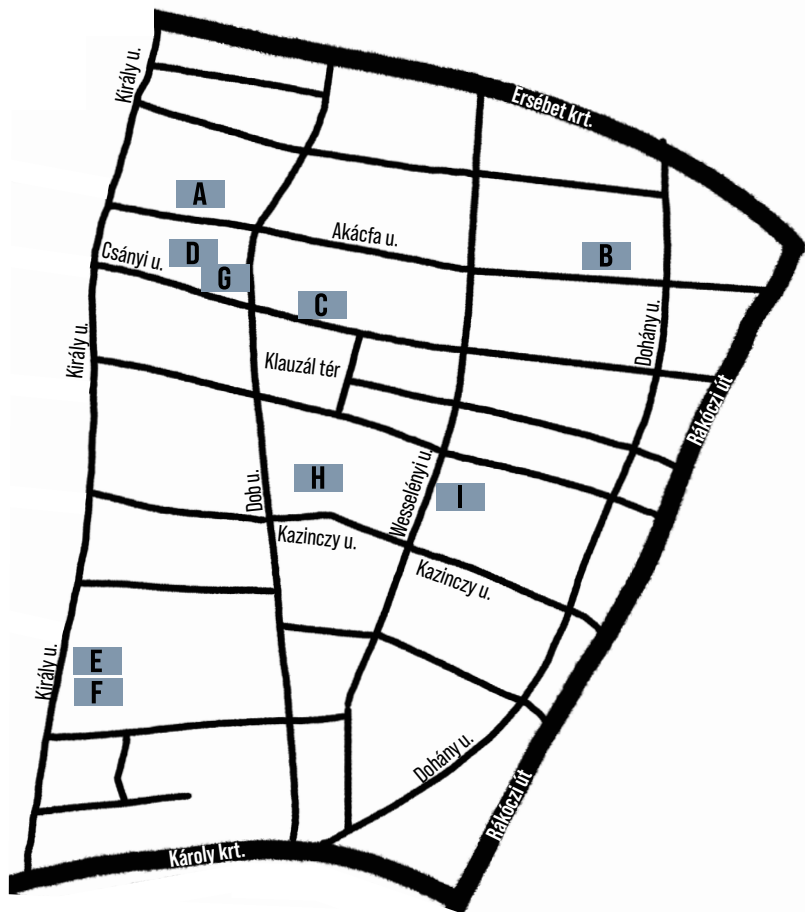 Király u.
Ersébet krt.
A
Akácfa u.
Csányi u.
D
B
G
C
Dohány u.
Király u.
Klauzál tér
Rákóczi út
H
Dob u.
Wesselényi u.
I
Kazinczy u.
Kazinczy u.
Király u.
E
F
Dohány u.
Rákóczi út
Károly krt.